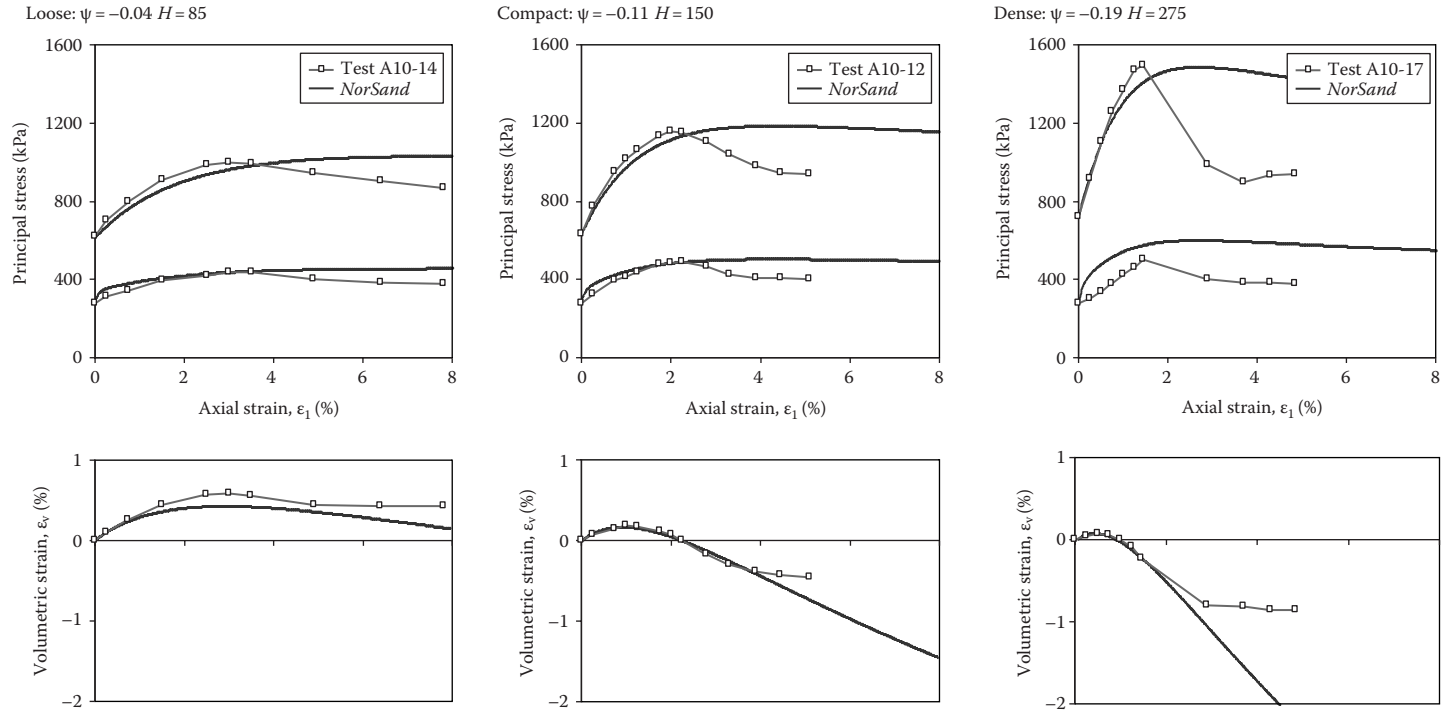 Loose: ψ = −0.04 H = 85
1600
1200
800
400
0
Principal stress (kPa)
Test A10-14
NorSand
0 2 4 6 8
Axial strain, ε₁ (%)
1
0
−1
−2
Volumetric strain, εᵥ (%)
Compact: ψ = −0.11 H = 150
1600
1200
800
400
0
Principal stress (kPa)
Test A10-12
NorSand
0 2 4 6 8
Axial strain, ε₁ (%)
1
0
−1
−2
Volumetric strain, εᵥ (%)
Dense: ψ = −0.19 H = 275
1600
1200
800
400
0
Principal stress (kPa)
Test A10-17
NorSand
0 2 4 6 8
Axial strain, ε₁ (%)
1
0
−1
−2
Volumetric strain, εᵥ (%)